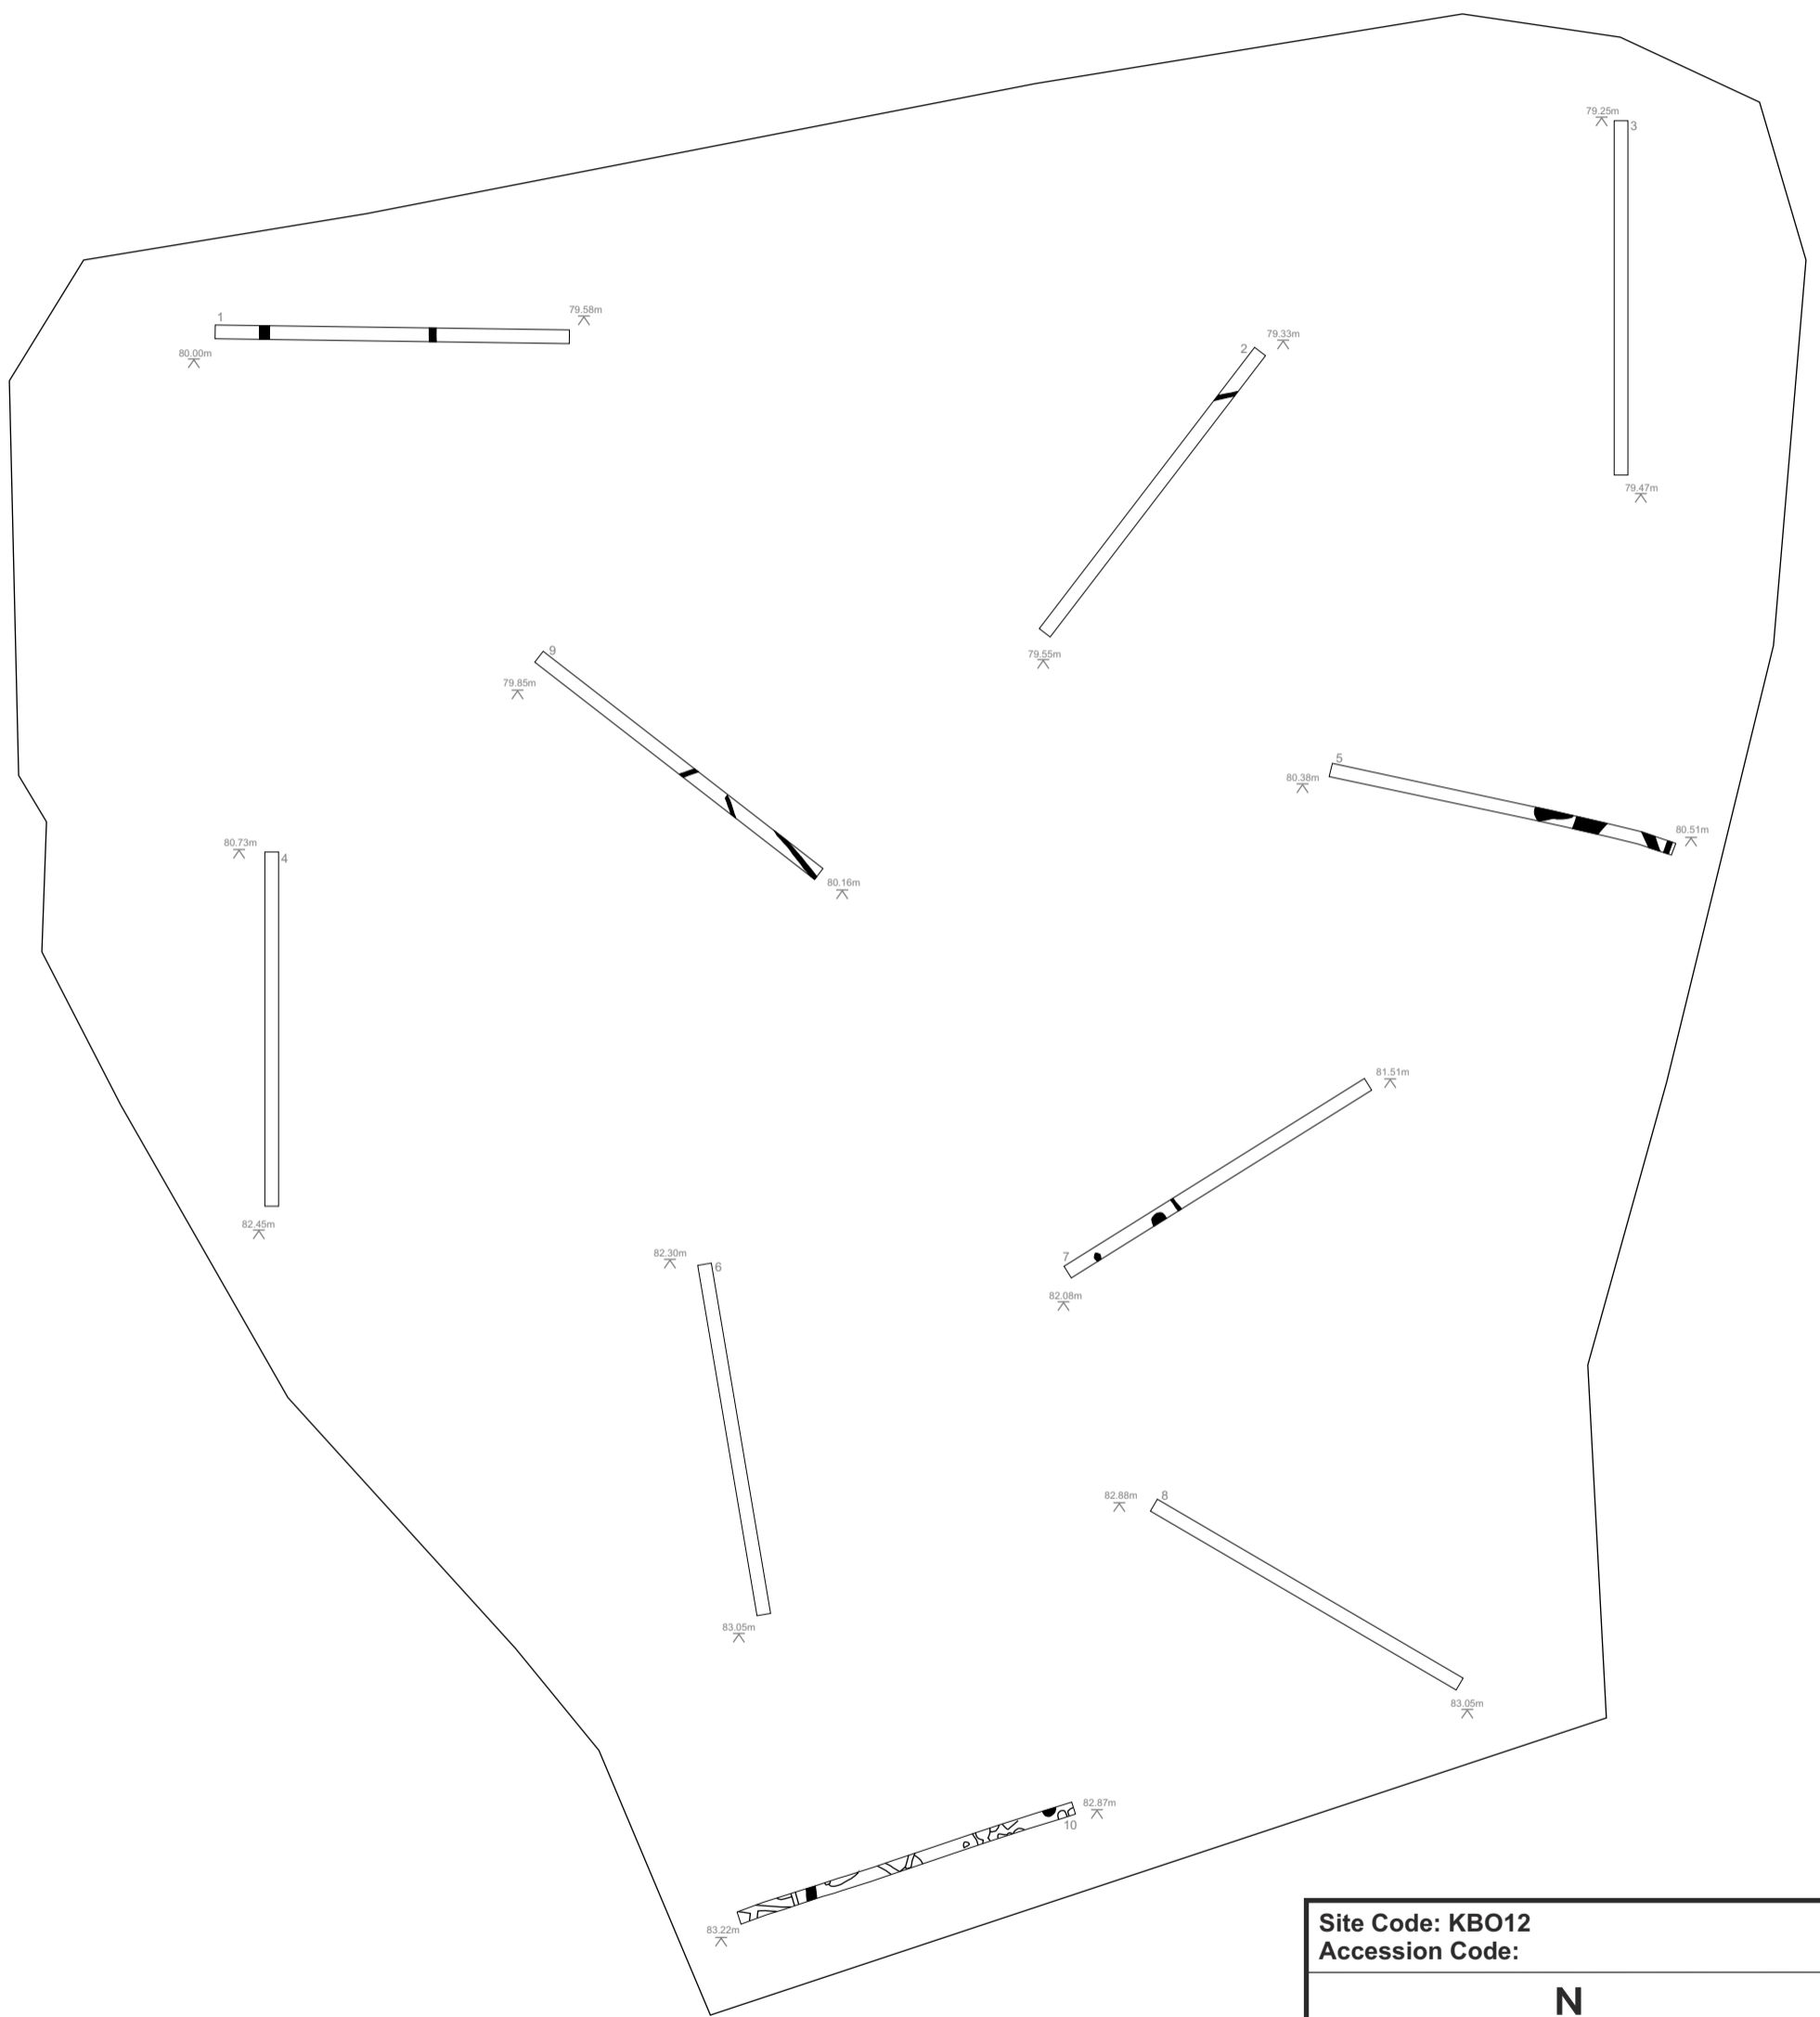 79.25m
3
1
79.58m
80.00m
2
79.33m
79.47m
9
79.85m
79.55m
5
80.38m
80.51m
80.73m
4
80.16m
81.51m
82.45m
82.30m
6
7
82.08m
82.88m
8
83.05m
83.05m
82.87m
10
83.22m
Site Code: KBO12
Accession Code:
N